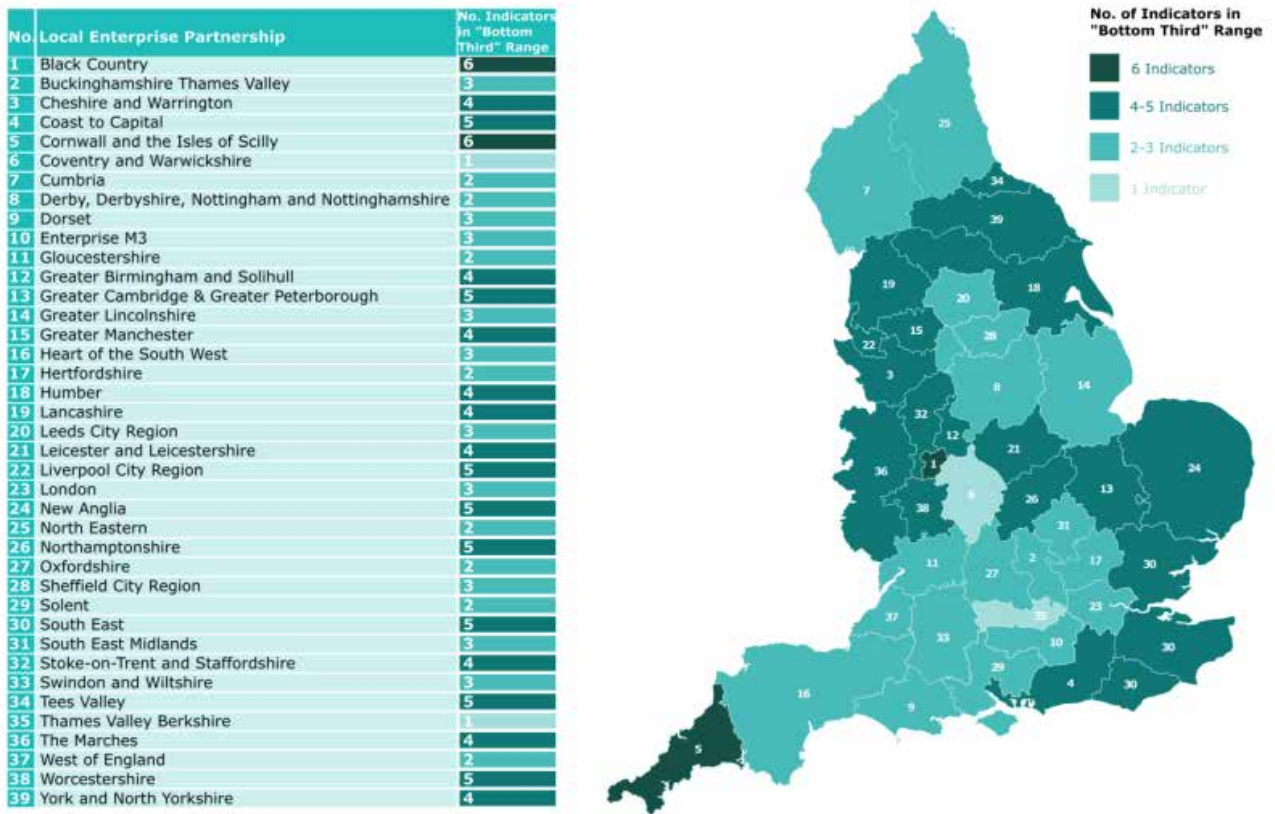 No. Local Enterprise Partnership No. Indicators in "Bottom Third" Range
1 Black Country 6
2 Buckinghamshire Thames Valley 3
3 Cheshire and Warrington 4
4 Coast to Capital 5
5 Cornwall and the Isles of Scilly 6
6 Coventry and Warwickshire 1
7 Cumbria 2
8 Derby, Derbyshire, Nottingham and Nottinghamshire 2
9 Dorset 3
10 Enterprise M3 3
11 Gloucestershire 2
12 Greater Birmingham and Solihull 4
13 Greater Cambridge & Greater Peterborough 5
14 Greater Lincolnshire 3
15 Greater Manchester 4
16 Heart of the South West 3
17 Hertfordshire 2
18 Humber 4
19 Lancashire 4
20 Leeds City Region 3
21 Leicester and Leicestershire 4
22 Liverpool City Region 5
23 London 3
24 New Anglia 5
25 North Eastern 2
26 Northamptonshire 5
27 Oxfordshire 2
28 Sheffield City Region 3
29 Solent 2
30 South East 5
31 South East Midlands 3
32 Stoke-on-Trent and Staffordshire 4
33 Swindon and Wiltshire 3
34 Tees Valley 5
35 Thames Valley Berkshire 1
36 The Marches 4
37 West of England 2
38 Worcestershire 5
39 York and North Yorkshire 4
No. of Indicators in
"Bottom Third" Range
6 Indicators
4-5 Indicators
2-3 Indicators
1 Indicator
25
7
34
39
19
18
20
15
28
22
3
8
14
32
12
21
24
1
36
13
6
26
38
31
11
27
2
17
30
37
33
35
23
10
30
29
16
4
30
9
5